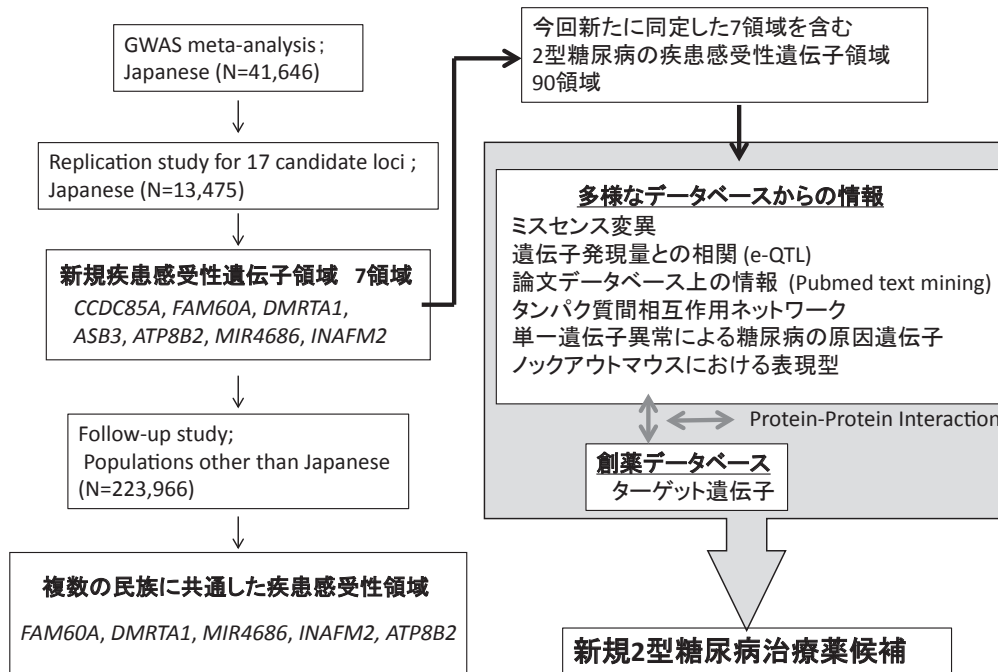 GWAS meta-analysis ;
Japanese (N=41,646)
Replication study for 17 candidate loci ;
Japanese (N=13,475)
新規疾患感受性遺伝子領域 7領域
CCDC85A, FAM60A, DMRTA1,
ASB3, ATP8B2, MIR4686, INAFM2
Follow-up study;
Populations other than Japanese
(N=223,966)
複数の民族に共通した疾患感受性領域
FAM60A, DMRTA1, MIR4686, INAFM2, ATP8B2
今回新たに同定した7領域を含む
2型糖尿病の疾患感受性遺伝子領域
90領域
多様なデータベースからの情報
ミスセンス変異
遺伝子発現量との相関 (e-QTL)
論文データベース上の情報 (Pubmed text mining)
タンパク質間相互作用ネットワーク
単一遺伝子異常による糖尿病の原因遺伝子
ノックアウトマウスにおける表現型
Protein-Protein Interaction
創薬データベース
ターゲット遺伝子
新規2型糖尿病治療薬候補